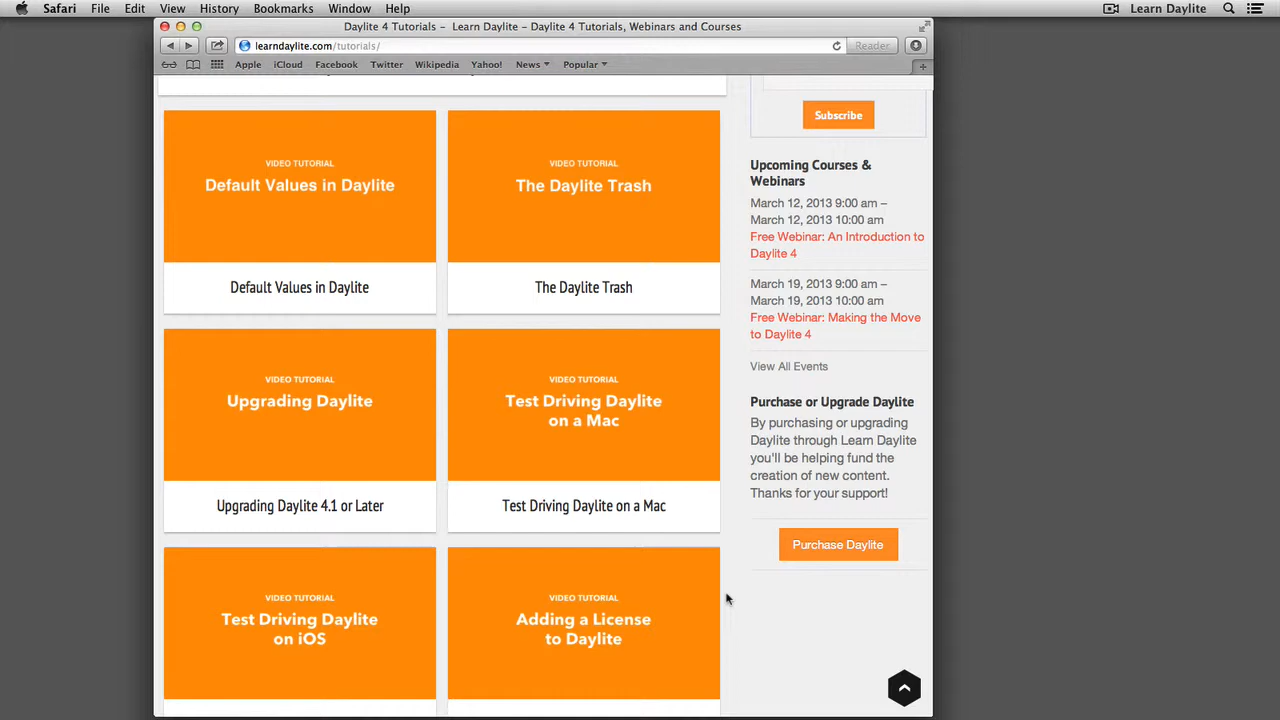 Safari File Edit View History Bookmarks Window Help Learn Daylite
Daylite 4 Tutorials – Learn Daylite – Daylite 4 Tutorials, Webinars and Courses
learndaylite.com/tutorials/ Reader
Apple iCloud Facebook Twitter Wikipedia Yahoo! News Popular
VIDEO TUTORIAL
Default Values in Daylite
Default Values in Daylite
VIDEO TUTORIAL
The Daylite Trash
The Daylite Trash
VIDEO TUTORIAL
Upgrading Daylite
Upgrading Daylite 4.1 or Later
VIDEO TUTORIAL
Test Driving Daylite
on a Mac
Test Driving Daylite on a Mac
VIDEO TUTORIAL
Test Driving Daylite
on iOS
VIDEO TUTORIAL
Adding a License
to Daylite
Subscribe
Upcoming Courses &
Webinars
March 12, 2013 9:00 am –
March 12, 2013 10:00 am
Free Webinar: An Introduction to
Daylite 4
March 19, 2013 9:00 am –
March 19, 2013 10:00 am
Free Webinar: Making the Move
to Daylite 4
View All Events
Purchase or Upgrade Daylite
By purchasing or upgrading
Daylite through Learn Daylite
you'll be helping fund the
creation of new content.
Thanks for your support!
Purchase Daylite